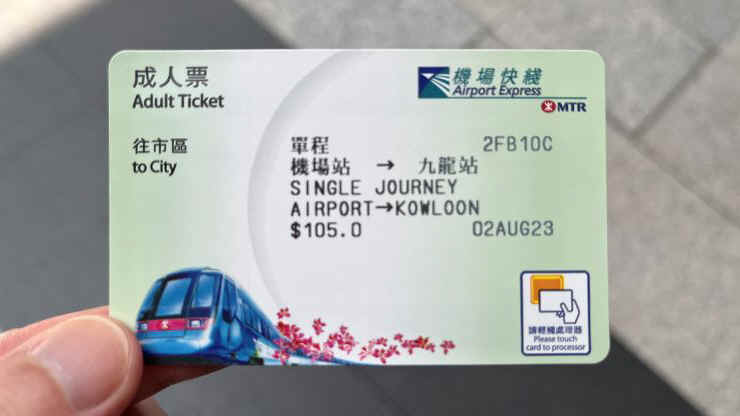 成人票
Adult Ticket
機場快綫
Airport Express
MTR
往市區
to City
單程 2FB10C
機場站 → 九龍站
SINGLE JOURNEY
AIRPORT→KOWLOON
$105.0 02AUG23
請輕觸處理器
Please touch
card to processor